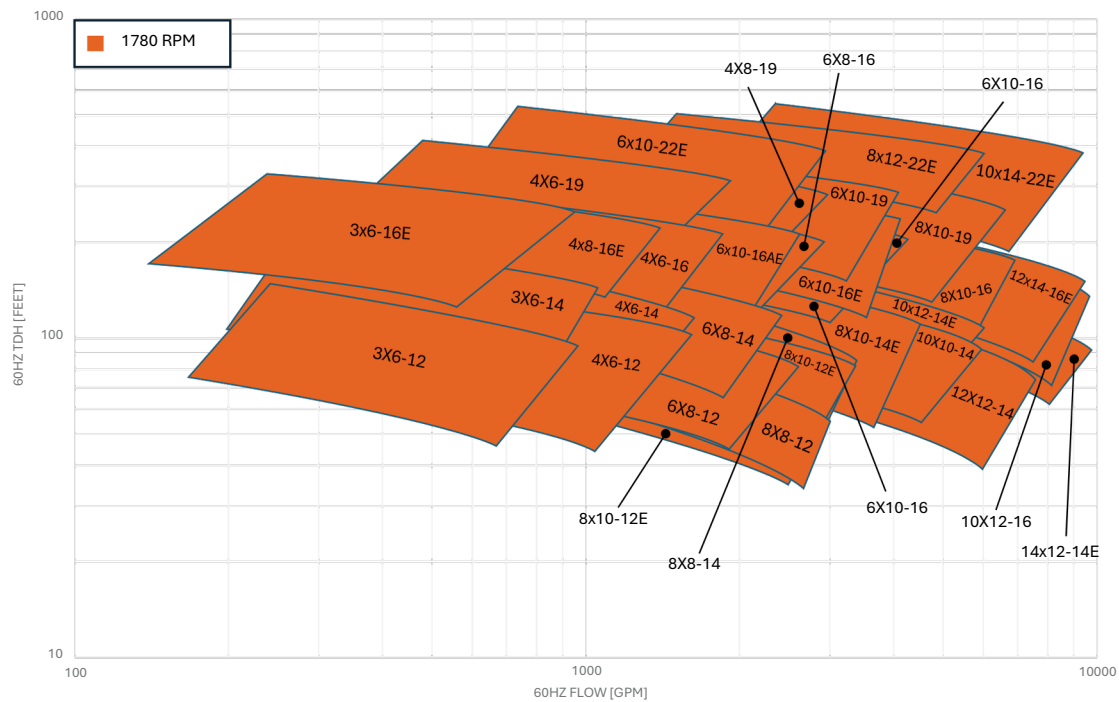 1000
1780 RPM
6X8-16
4X8-19
6X10-16
6x10-22E
8x12-22E
10x14-22E
4X6-19
6X10-19
3x6-16E
8X10-19
4x8-16E
6x10-16AE
4X6-16
12x14-16E
6x10-16E
8X10-16
3X6-14
4X6-14
10x12-14E
100
6X8-14
8X10-14E
10X10-14
3X6-12
4X6-12
8x10-12E
12X12-14
6X8-12
8X8-12
60HZ TDH [FEET]
6X10-16
8x10-12E
10X12-16
14x12-14E
8X8-14
10
100
1000
10000
60HZ FLOW [GPM]